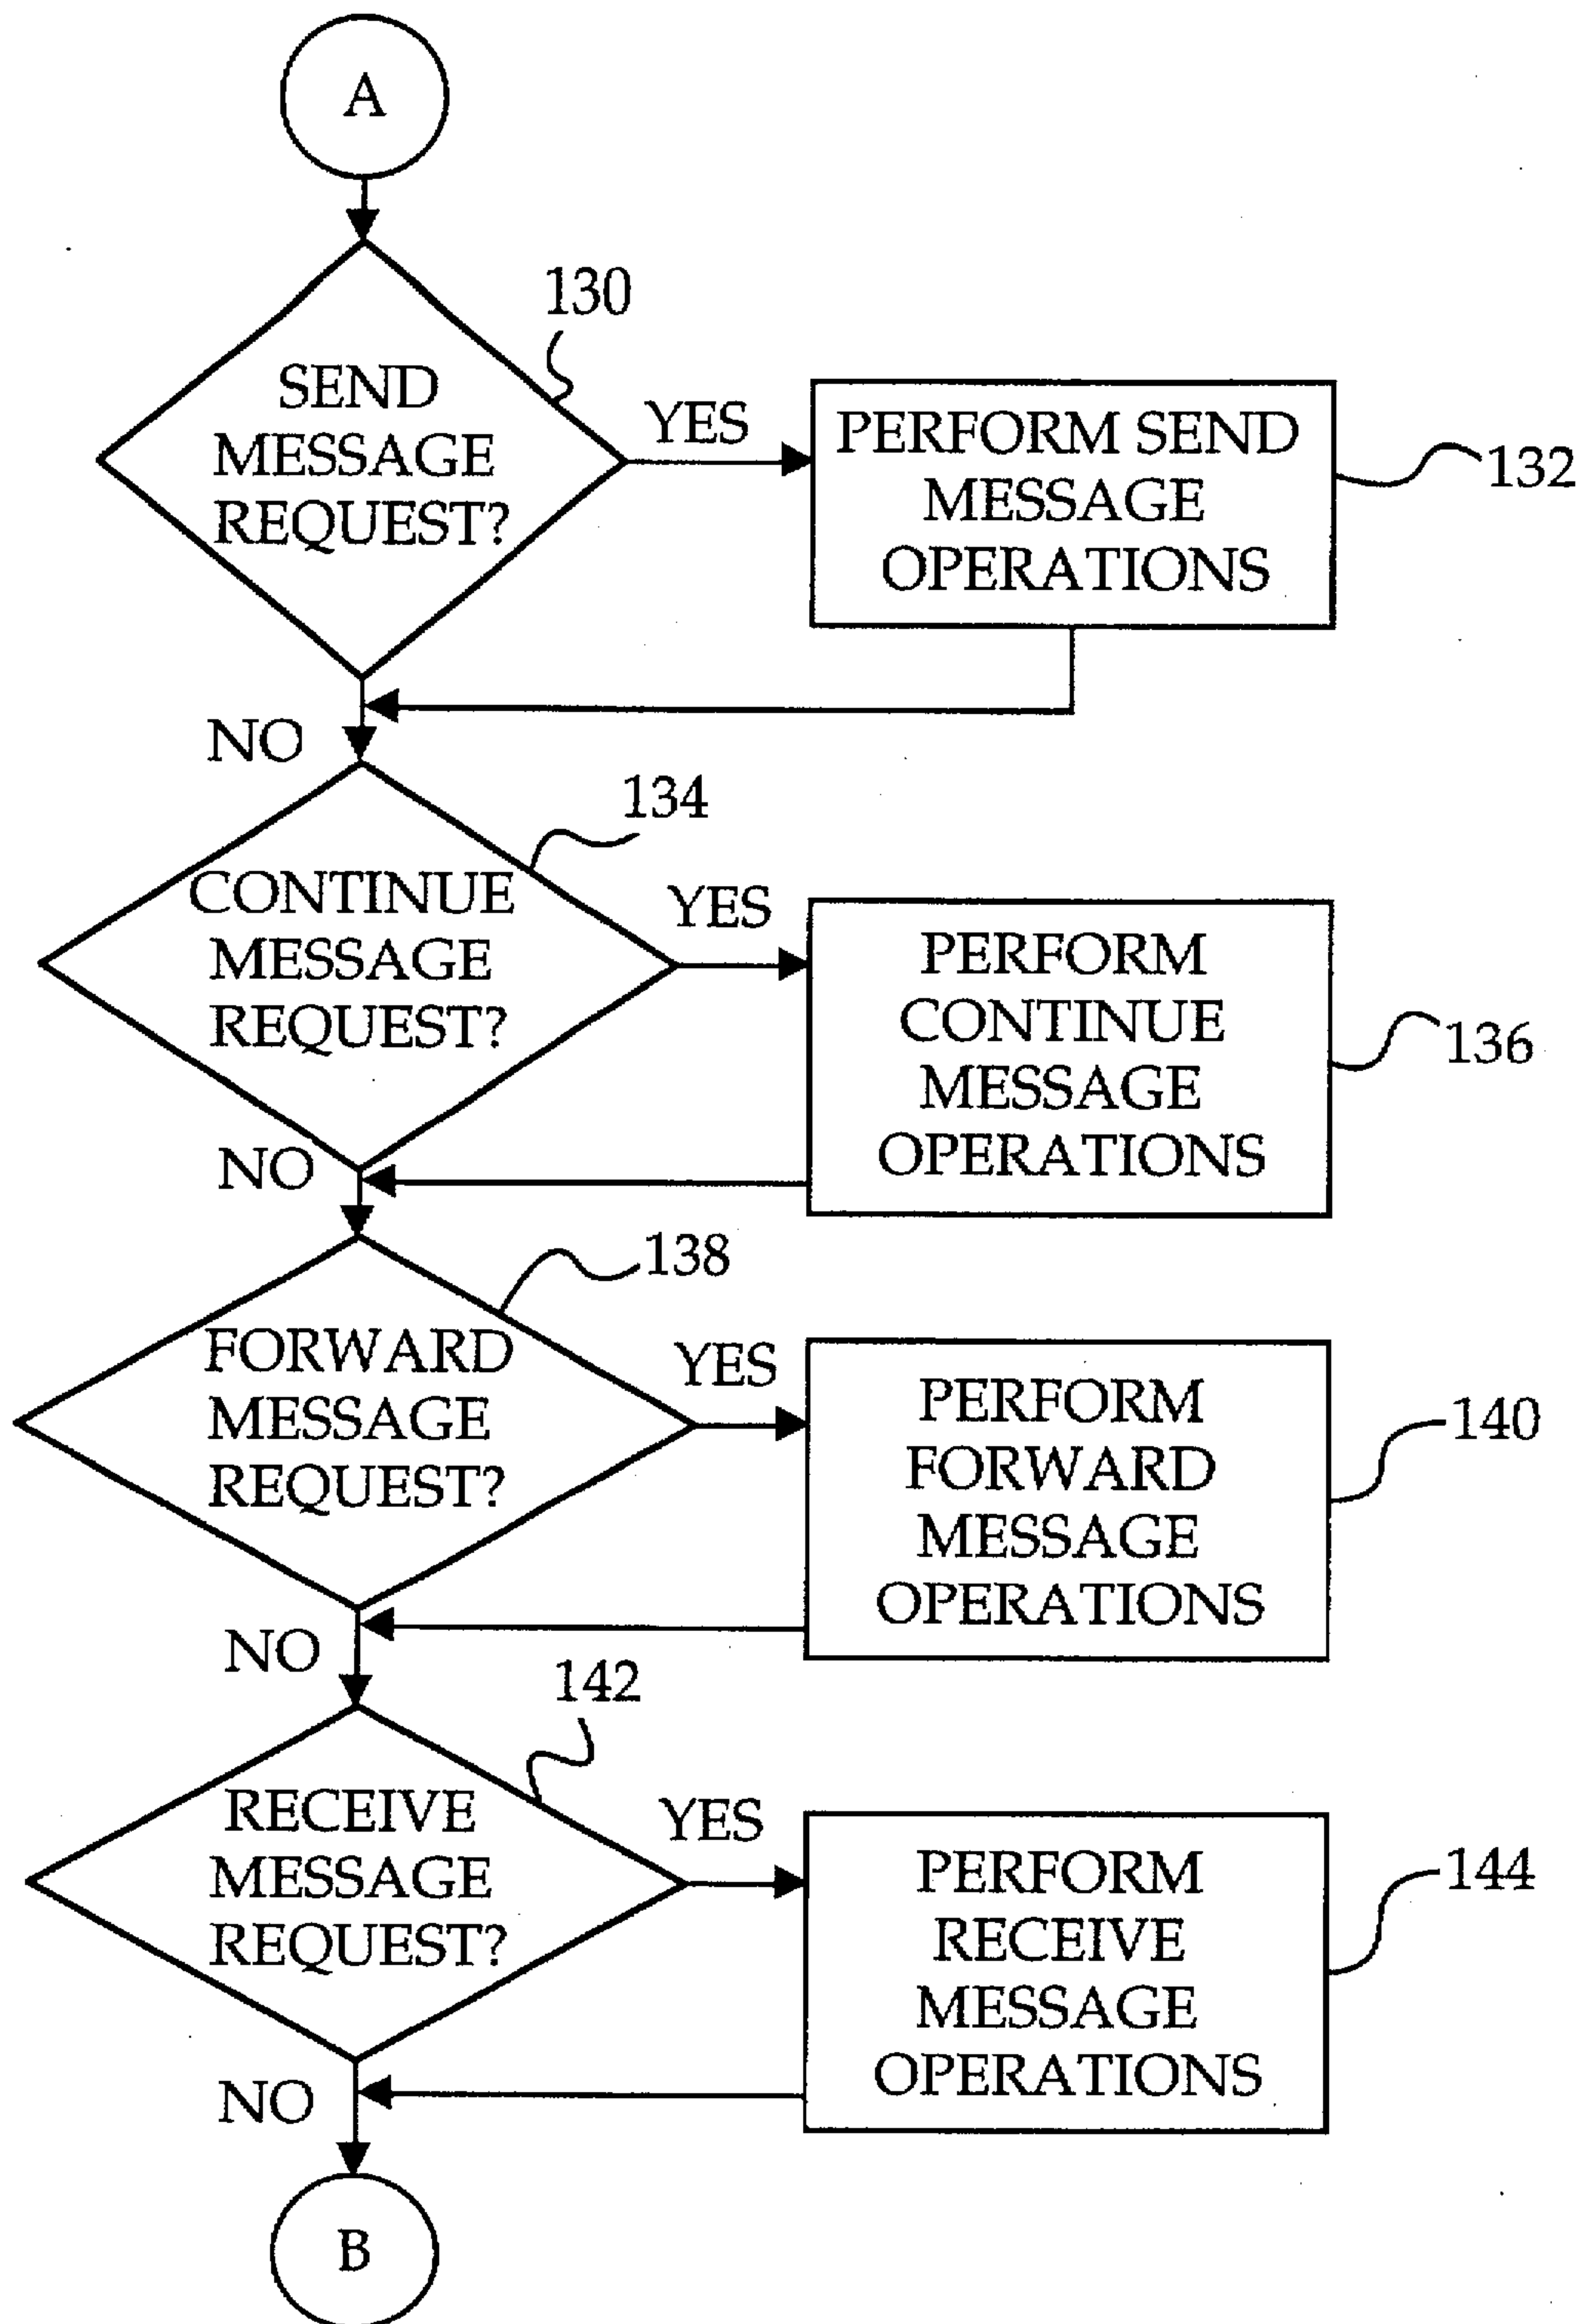 A
130
SEND
MESSAGE
REQUEST?
YES
PERFORM SEND
MESSAGE
OPERATIONS
132
NO
134
CONTINUE
MESSAGE
REQUEST?
YES
PERFORM
CONTINUE
MESSAGE
OPERATIONS
136
NO
138
FORWARD
MESSAGE
REQUEST?
YES
PERFORM
FORWARD
MESSAGE
OPERATIONS
140
NO
142
RECEIVE
MESSAGE
REQUEST?
YES
PERFORM
RECEIVE
MESSAGE
OPERATIONS
144
NO
B